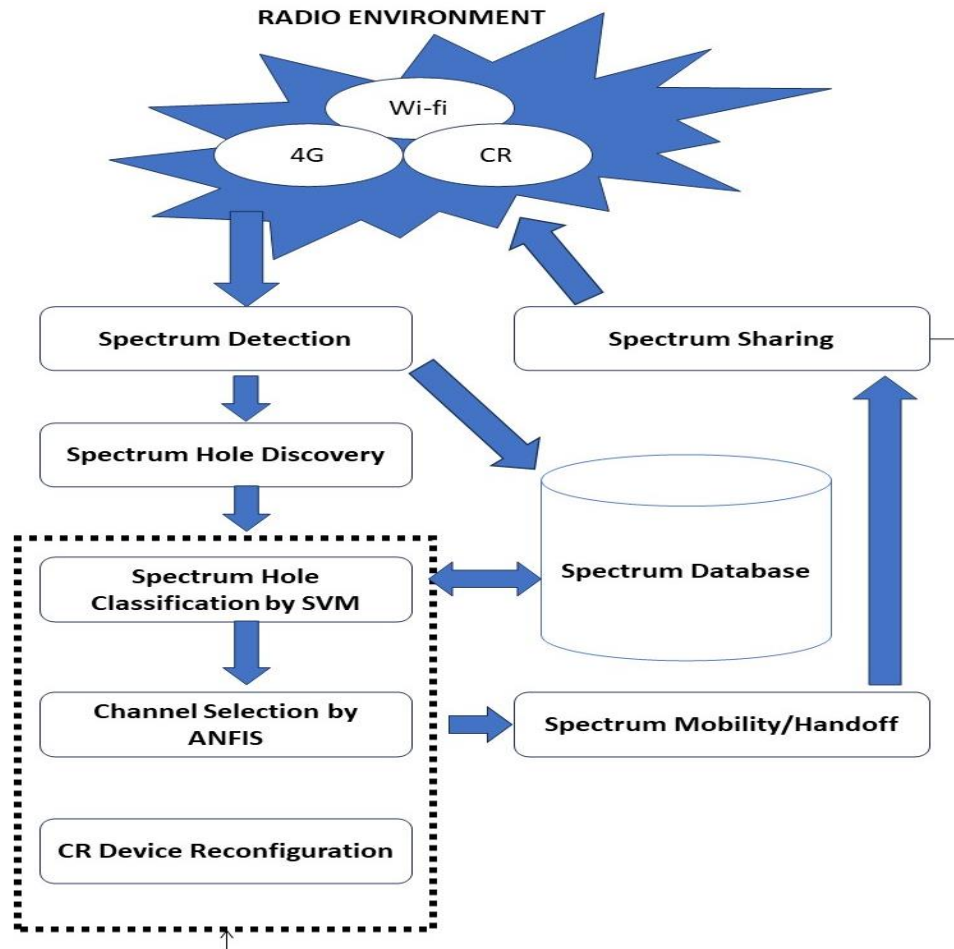 RADIO ENVIRONMENT
Wi-fi
4G
CR
Spectrum Detection
Spectrum Sharing
Spectrum Hole Discovery
Spectrum Hole
Classification by SVM
Spectrum Database
Channel Selection by
ANFIS
Spectrum Mobility/Handoff
CR Device Reconfiguration